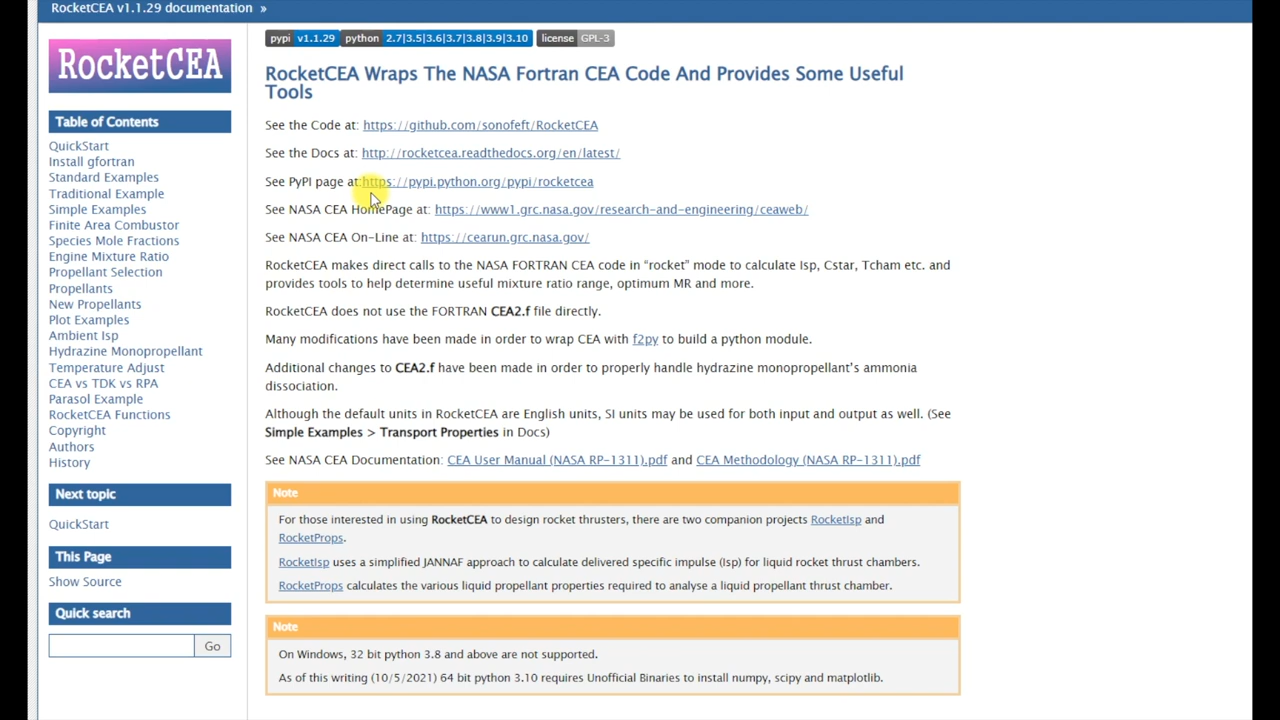 RocketCEA v1.1.29 documentation »
RocketCEA
Table of Contents
QuickStart
Install gfortran
Standard Examples
Traditional Example
Simple Examples
Finite Area Combustor
Species Mole Fractions
Engine Mixture Ratio
Propellant Selection
Propellants
New Propellants
Plot Examples
Ambient Isp
Hydrazine Monopropellant
Temperature Adjust
CEA vs TDK vs RPA
Parasol Example
RocketCEA Functions
Copyright
Authors
History
Next topic
QuickStart
This Page
Show Source
Quick search
Go
pypi v1.1.29 python 2.7|3.5|3.6|3.7|3.8|3.9|3.10 license GPL-3
RocketCEA Wraps The NASA Fortran CEA Code And Provides Some Useful
Tools
See the Code at: https://github.com/sonofeft/RocketCEA
See the Docs at: http://rocketcea.readthedocs.org/en/latest/
See PyPI page at:https://pypi.python.org/pypi/rocketcea
See NASA CEA HomePage at: https://www1.grc.nasa.gov/research-and-engineering/ceaweb/
See NASA CEA On-Line at: https://cearun.grc.nasa.gov/
RocketCEA makes direct calls to the NASA FORTRAN CEA code in “rocket” mode to calculate Isp, Cstar, Tcham etc. and
provides tools to help determine useful mixture ratio range, optimum MR and more.
RocketCEA does not use the FORTRAN CEA2.f file directly.
Many modifications have been made in order to wrap CEA with f2py to build a python module.
Additional changes to CEA2.f have been made in order to properly handle hydrazine monopropellant’s ammonia
dissociation.
Although the default units in RocketCEA are English units, SI units may be used for both input and output as well. (See
Simple Examples > Transport Properties in Docs)
See NASA CEA Documentation: CEA User Manual (NASA RP-1311).pdf and CEA Methodology (NASA RP-1311).pdf
Note
For those interested in using RocketCEA to design rocket thrusters, there are two companion projects RocketIsp and
RocketProps.
RocketIsp uses a simplified JANNAF approach to calculate delivered specific impulse (Isp) for liquid rocket thrust chambers.
RocketProps calculates the various liquid propellant properties required to analyse a liquid propellant thrust chamber.
Note
On Windows, 32 bit python 3.8 and above are not supported.
As of this writing (10/5/2021) 64 bit python 3.10 requires Unofficial Binaries to install numpy, scipy and matplotlib.